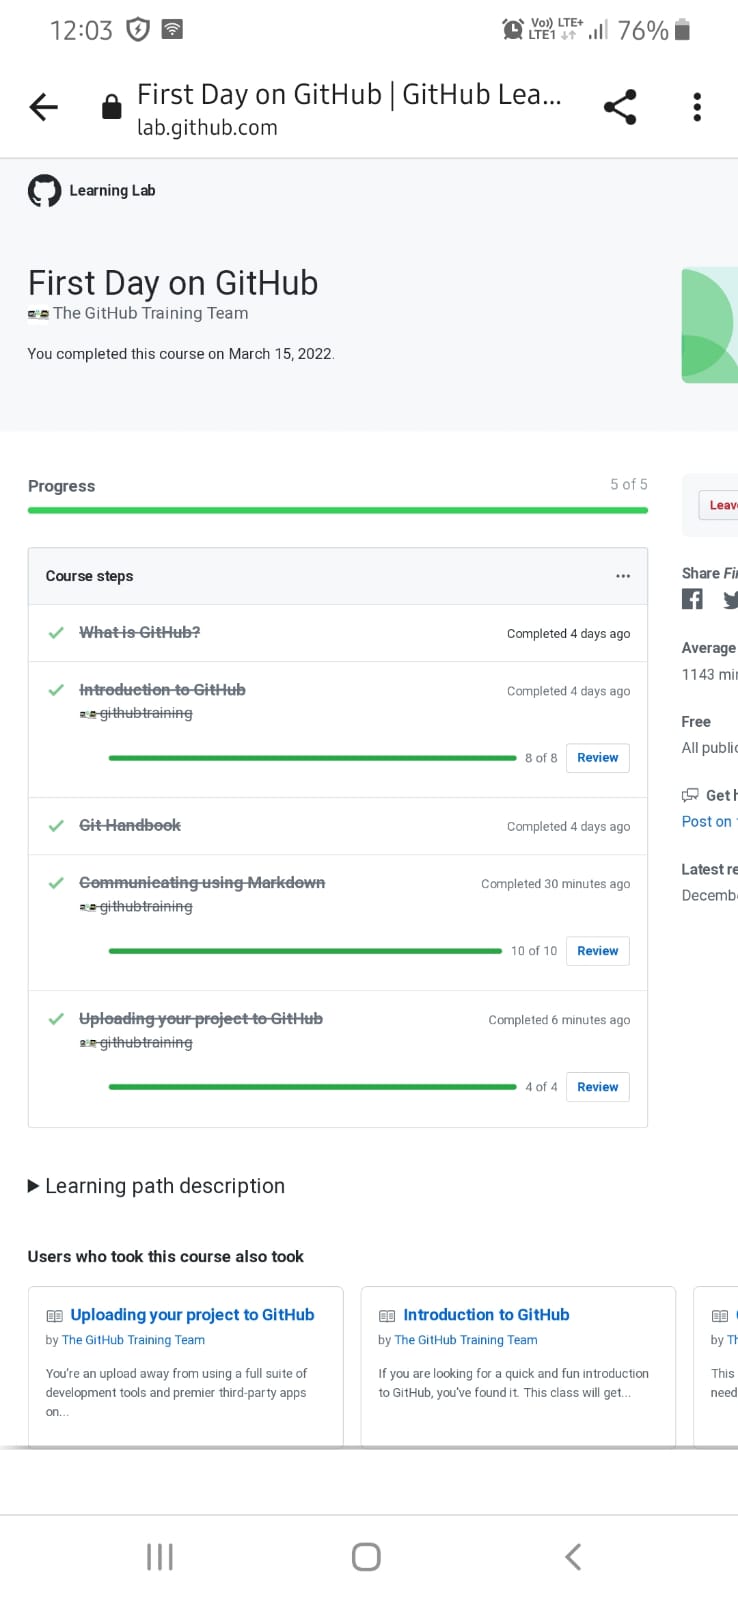 12:03
Vo)) LTE+
LTE1
76%
First Day on GitHub | GitHub Lea...
lab.github.com
Learning Lab
First Day on GitHub
The GitHub Training Team
You completed this course on March 15, 2022.
Progress
5 of 5
Leav
Course steps
...
What is GitHub?
Completed 4 days ago
Introduction to GitHub
Completed 4 days ago
githubtraining
8 of 8
Review
Git Handbook
Completed 4 days ago
Communicating using Markdown
Completed 30 minutes ago
githubtraining
10 of 10
Review
Uploading your project to GitHub
Completed 6 minutes ago
githubtraining
4 of 4
Review
Share Fi
Average
1143 mi
Free
All public
Get h
Post on
Latest re
Decemb
Learning path description
Users who took this course also took
Uploading your project to GitHub
by The GitHub Training Team
You're an upload away from using a full suite of
development tools and premier third-party apps
on...
Introduction to GitHub
by The GitHub Training Team
If you are looking for a quick and fun introduction
to GitHub, you've found it. This class will get...
by Th
This
need